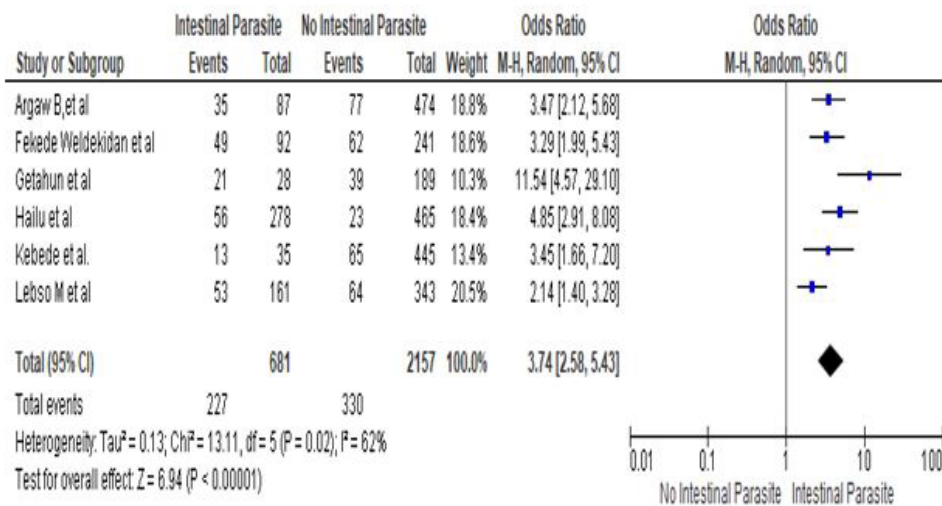 Intestinal Parasite No Intestinal Parasite Odds Ratio Odds Ratio
Study or Subgroup Events Total Events Total Weight M-H, Random, 95% CI M-H, Random, 95% CI
Argaw B,et al 35 87 77 474 18.8% 3.47 [2.12, 5.68]
Fekede Weldekidan et al 49 92 62 241 18.6% 3.29 [1.99, 5.43]
Getahun et al 21 28 39 189 10.3% 11.54 [4.57, 29.10]
Hailu et al 56 278 23 465 18.4% 4.85 [2.91, 8.08]
Kebede et al. 13 35 65 445 13.4% 3.45 [1.66, 7.20]
Lebso M et al 53 161 64 343 20.5% 2.14 [1.40, 3.28]
Total (95% CI) 681 2157 100.0% 3.74 [2.58, 5.43]
Total events 227 330
Heterogeneity: Tau² = 0.13; Chi² = 13.11, df = 5 (P = 0.02); I² = 62%
Test for overall effect: Z = 6.94 (P < 0.00001)
0.01 0.1 1 10 100
No Intestinal Parasite Intestinal Parasite